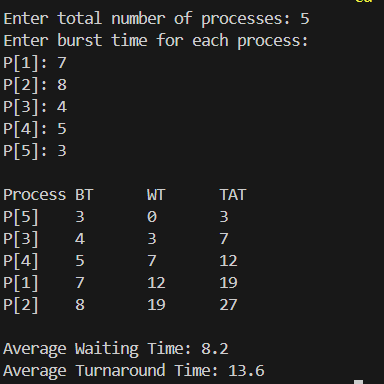 Enter total number of processes: 5
Enter burst time for each process:
P[1]: 7
P[2]: 8
P[3]: 4
P[4]: 5
P[5]: 3
Process BT WT TAT
P[5] 3 0 3
P[3] 4 3 7
P[4] 5 7 12
P[1] 7 12 19
P[2] 8 19 27
Average Waiting Time: 8.2
Average Turnaround Time: 13.6